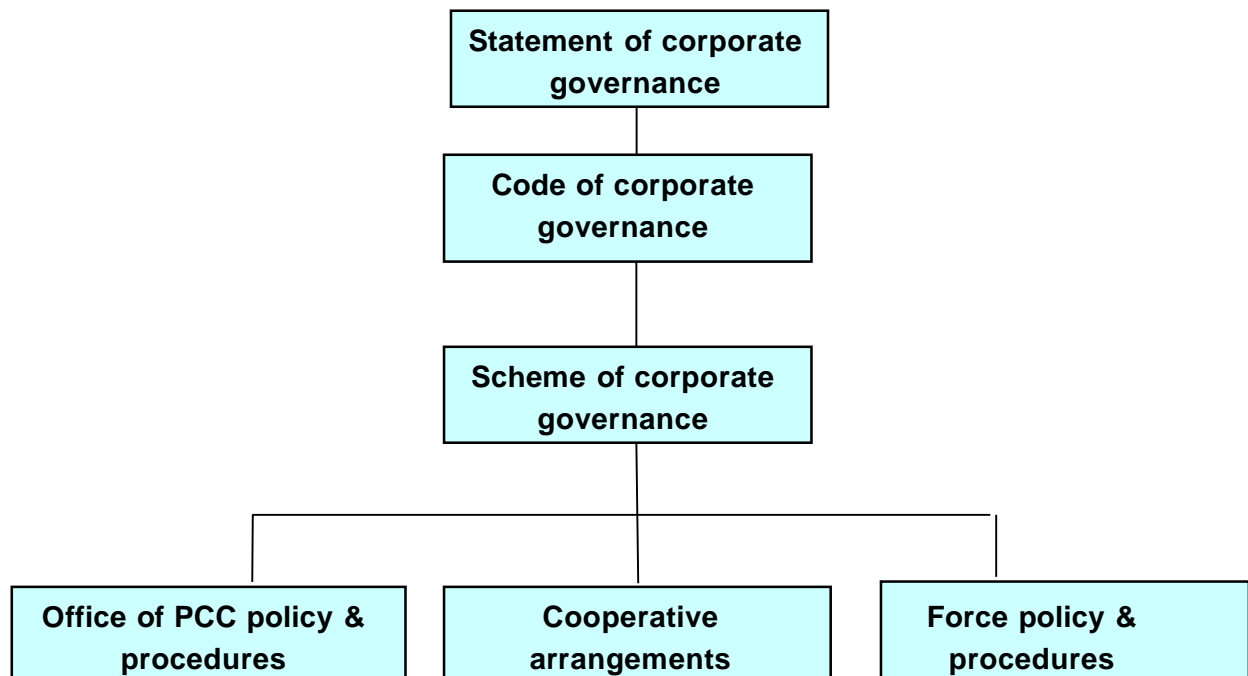 Statement of corporate
governance
Code of corporate
governance
Scheme of corporate
governance
Office of PCC policy &
procedures
Cooperative
arrangements
Force policy &
procedures